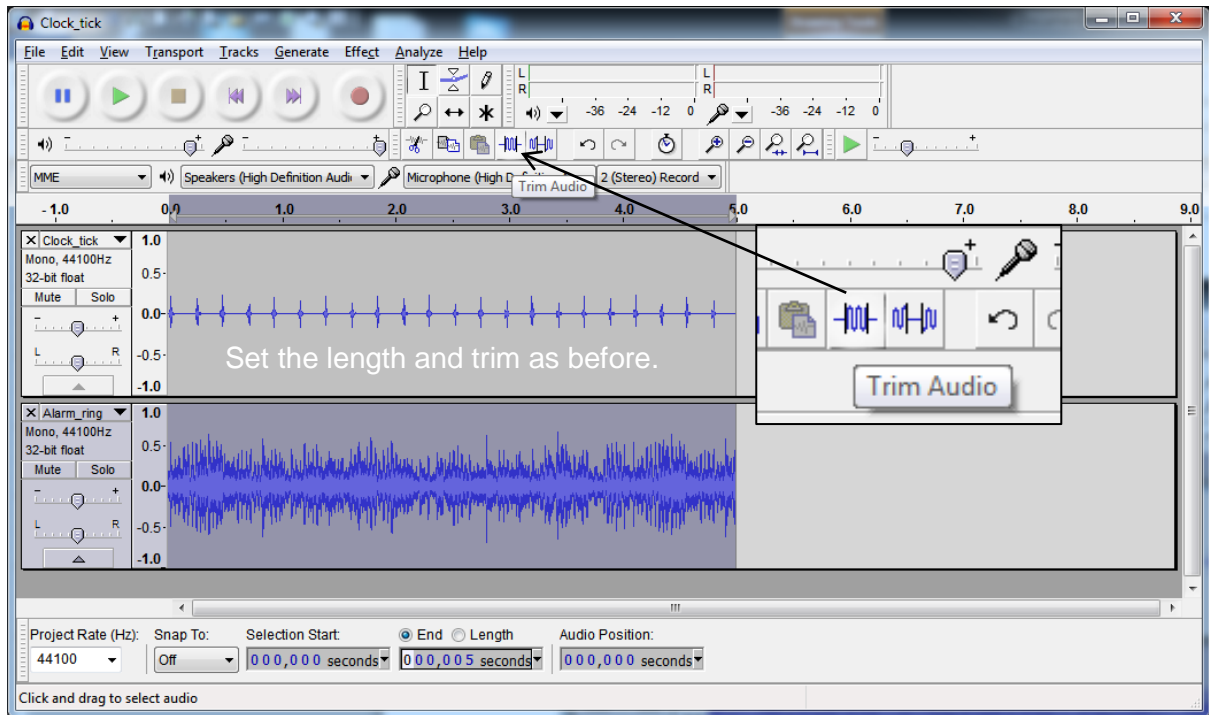 Clock_tick
File Edit View Transport Tracks Generate Effect Analyze Help
L
R
L
R
-36 -24 -12 0
-36 -24 -12 0
- + - +
- +
MME Speakers (High Definition Audi Microphone (High D 2 (Stereo) Record
Trim Audio
- 1.0 0.0 1.0 2.0 3.0 4.0 5.0 6.0 7.0 8.0 9.0
Clock_tick
Mono, 44100Hz
32-bit float
Mute Solo
- +
L R
1.0
0.5
0.0
-0.5
-1.0
Set the length and trim as before.
Trim Audio
Alarm_ring
Mono, 44100Hz
32-bit float
Mute Solo
- +
L R
1.0
0.5
0.0
-0.5
-1.0
Project Rate (Hz): Snap To: Selection Start: End Length Audio Position:
44100 Off 000,000 seconds 000,005 seconds 000,000 seconds
Click and drag to select audio